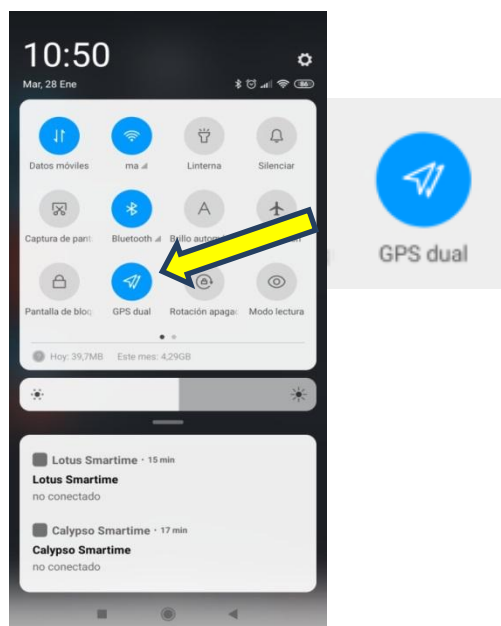 10:50
Mar, 28 Ene
Datos móviles
ma
Linterna
Silenciar
Captura de pant
Bluetooth
Brillo autom
Pantalla de bloq
GPS dual
Rotación apaga
Modo lectura
Hoy: 39,7MB Este mes: 4,29GB
Lotus Smartime · 15 min
Lotus Smartime
no conectado
Calypso Smartime · 17 min
Calypso Smartime
no conectado
GPS dual